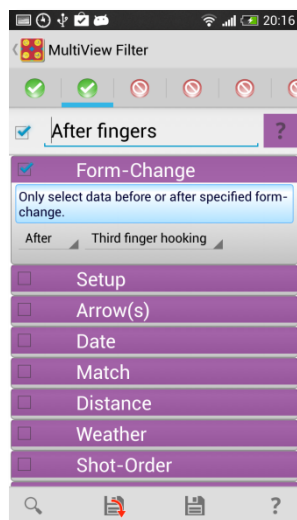 20:16
MultiView Filter
After fingers
?
Form-Change
Only select data before or after specified form-
change.
After Third finger hooking
Setup
Arrow(s)
Date
Match
Distance
Weather
Shot-Order
?